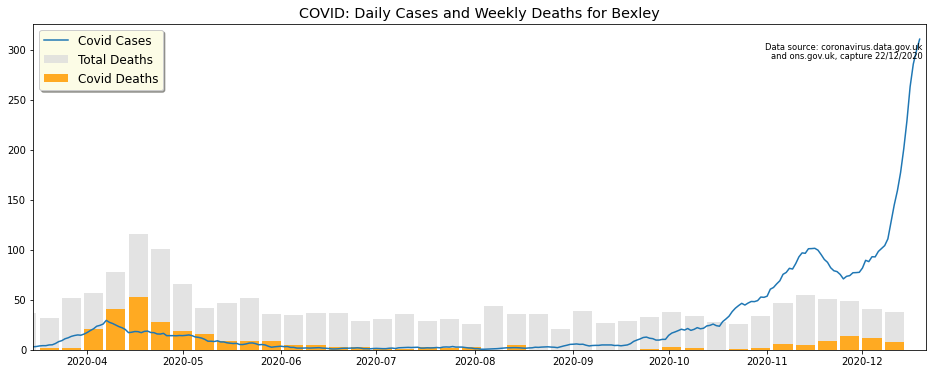 COVID: Daily Cases and Weekly Deaths for Bexley
Covid Cases
Total Deaths
Covid Deaths
Data source: coronavirus.data.gov.uk
and ons.gov.uk, capture 22/12/2020
300
250
200
150
100
50
0
2020-04
2020-05
2020-06
2020-07
2020-08
2020-09
2020-10
2020-11
2020-12